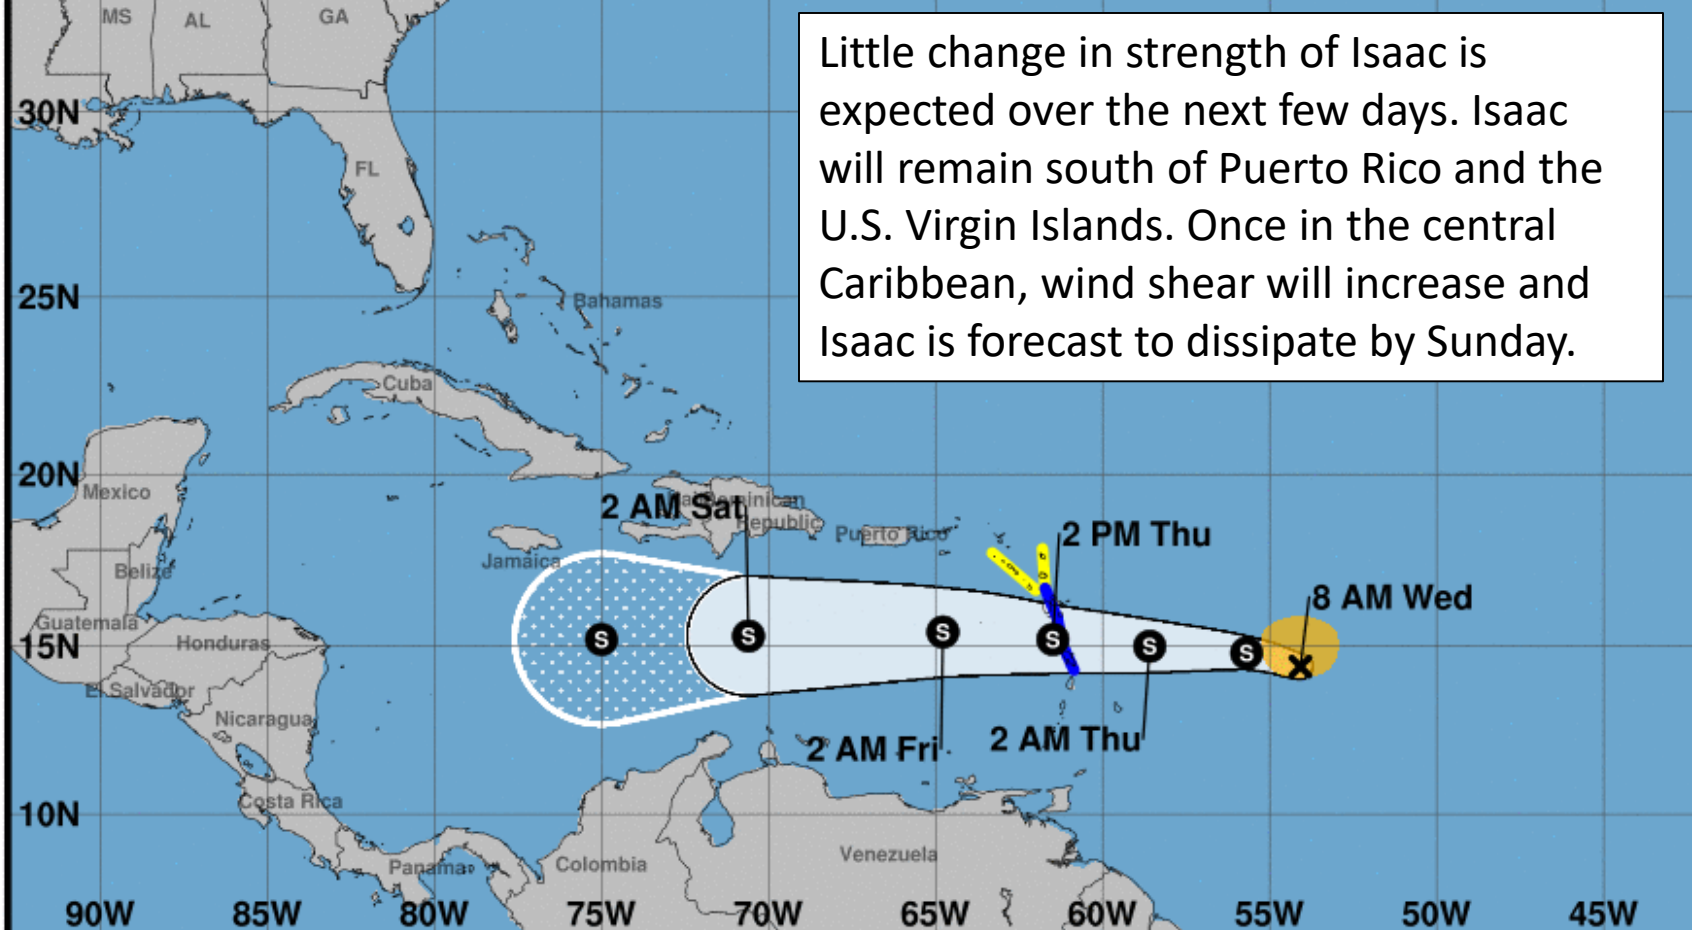 MS
AL
GA
Little change in strength of Isaac is
expected over the next few days. Isaac
will remain south of Puerto Rico and the
U.S. Virgin Islands. Once in the central
Caribbean, wind shear will increase and
Isaac is forecast to dissipate by Sunday.
30N
FL
25N
Bahamas
Cuba
20N
Mexico
2 AM Sat
Dominican
Republic
Puerto Rico
2 PM Thu
Jamaica
Belize
8 AM Wed
Guatemala
15N
Honduras
S
S
S
S
S
S
El Salvador
Nicaragua
2 AM Fri
2 AM Thu
Costa Rica
10N
Panama
Colombia
Venezuela
90W
85W
80W
75W
70W
65W
60W
55W
50W
45W